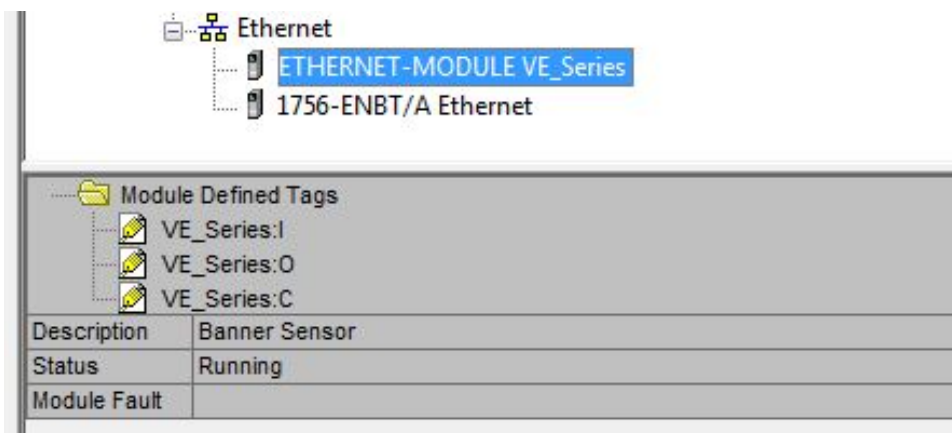 Ethernet
ETHERNET-MODULE VE_Series
1756-ENBT/A Ethernet
Module Defined Tags
VE_Series:I
VE_Series:O
VE_Series:C
Description Banner Sensor
Status Running
Module Fault